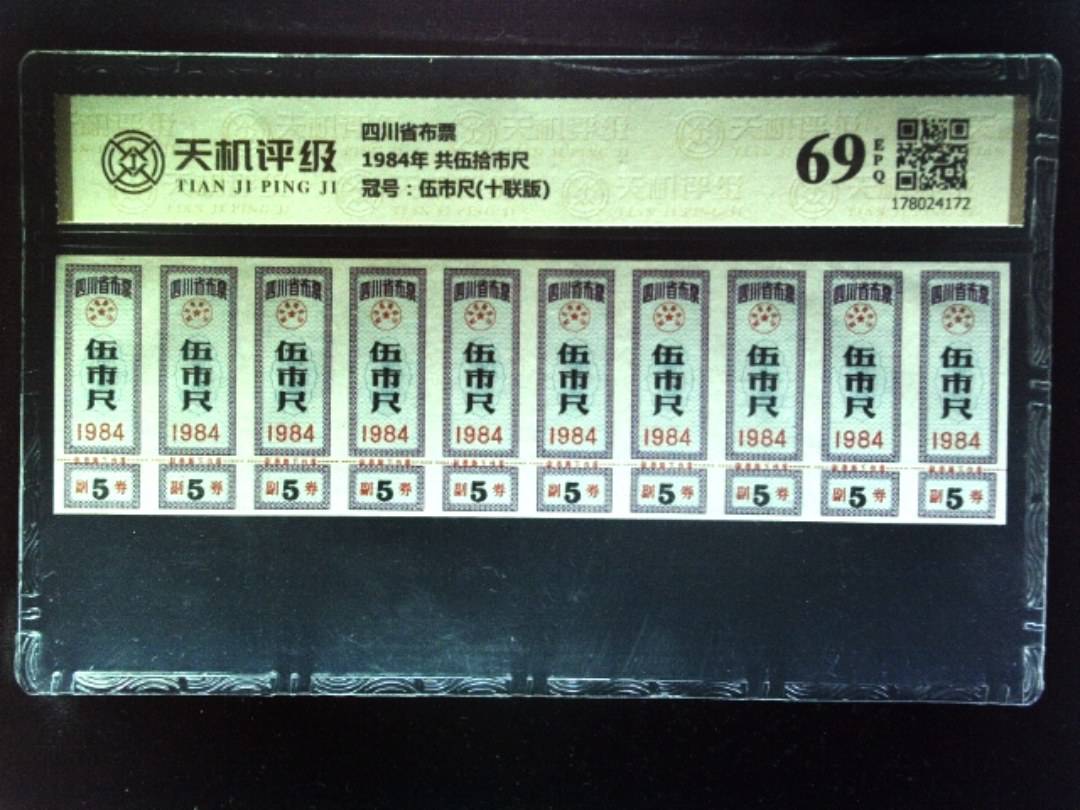 天机评级
TIAN JI PING JI
四川省布票
1984年 共伍拾市尺
冠号：伍市尺(十联版)
69
EPQ
178024172
四川省布票 四川省布票 四川省布票 四川省布票 四川省布票 四川省布票 四川省布票 四川省布票 四川省布票 四川省布票
伍市尺 伍市尺 伍市尺 伍市尺 伍市尺 伍市尺 伍市尺 伍市尺 伍市尺 伍市尺
1984 1984 1984 1984 1984 1984 1984 1984 1984 1984
副5券 副5券 副5券 副5券 副5券 副5券 副5券 副5券 副5券 副5券